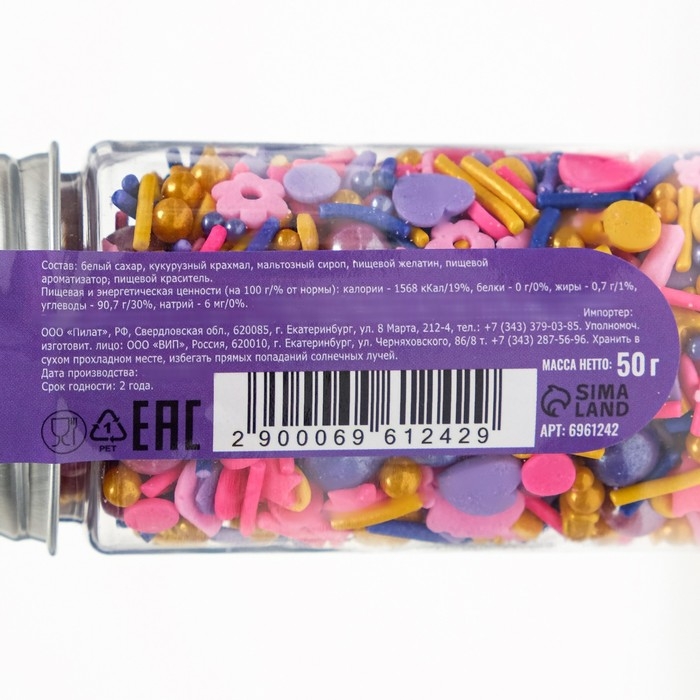 Состав: белый сахар, кукурузный крахмал, мальтозный сироп, пищевой желатин, пищевой
ароматизатор, пищевой краситель.
Пищевая и энергетическая ценности (на 100 г/% от нормы): калории - 1568 кКал/19%, белки - 0 г/0%, жиры - 0,7 г/1%,
углеводы - 90,7 г/30%, натрий - 6 мг/0%.
Импортер:
ООО «Пилат», РФ, Свердловская обл., 620085, г. Екатеринбург, ул. 8 Марта, 212-4, тел.: +7 (343) 379-03-85. Уполномоч.
изготовит. лицо: ООО «ВИП», Россия, 620010, г. Екатеринбург, ул. Черняховского, 86/8 т. +7 (343) 287-56-96. Хранить в
сухом прохладном месте, избегать прямых попаданий солнечных лучей.
Дата производства:
Срок годности: 2 года.
МАССА НЕТТО: 50 г
1
PET
EAC
2 900069 612429
SIMA
LAND
АРТ: 6961242